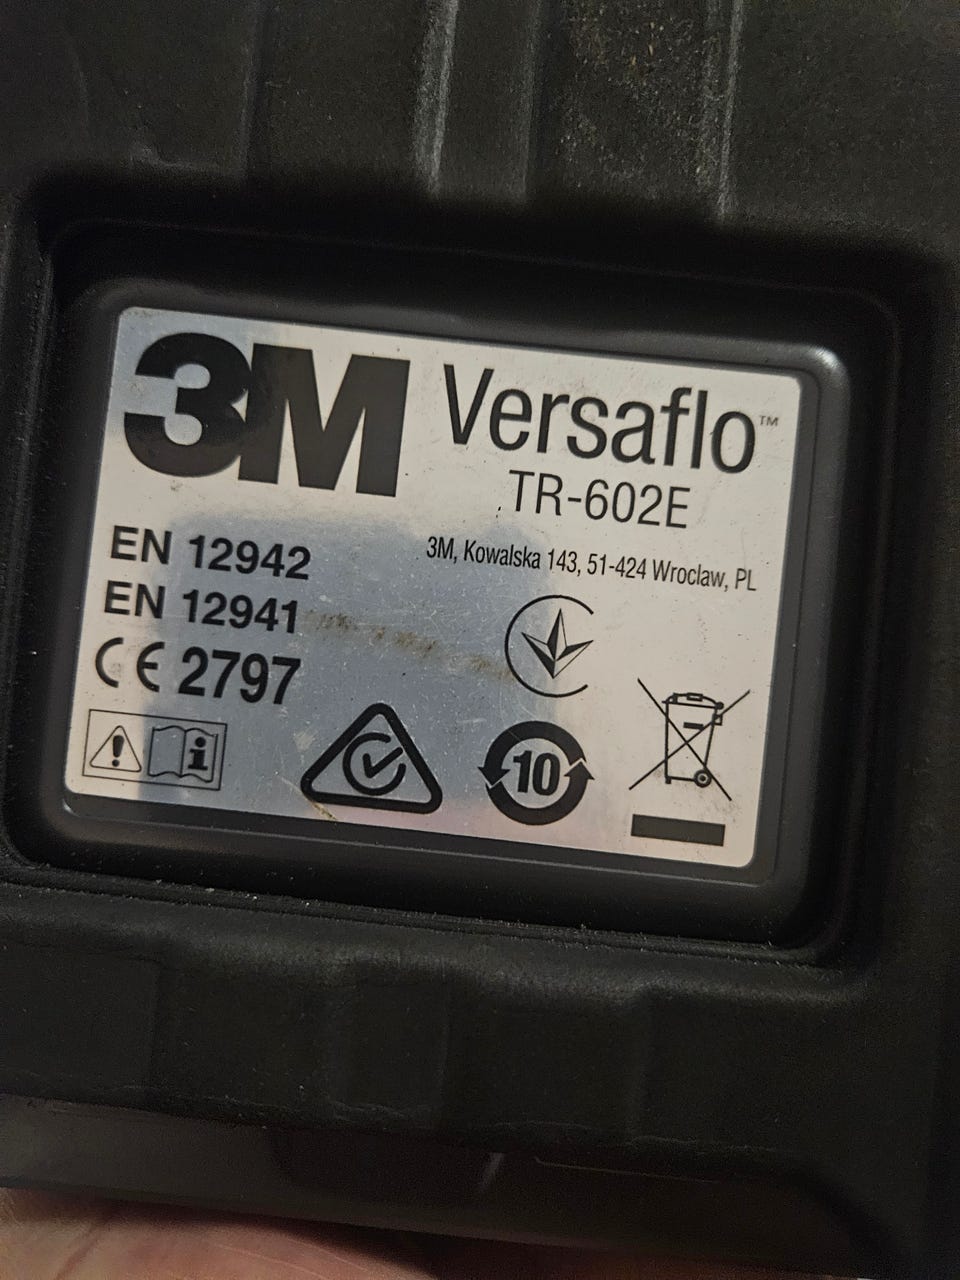 3M Versaflo™
TR-602E
3M, Kowalska 143, 51-424 Wroclaw, PL
EN 12942
EN 12941
CE 2797
10